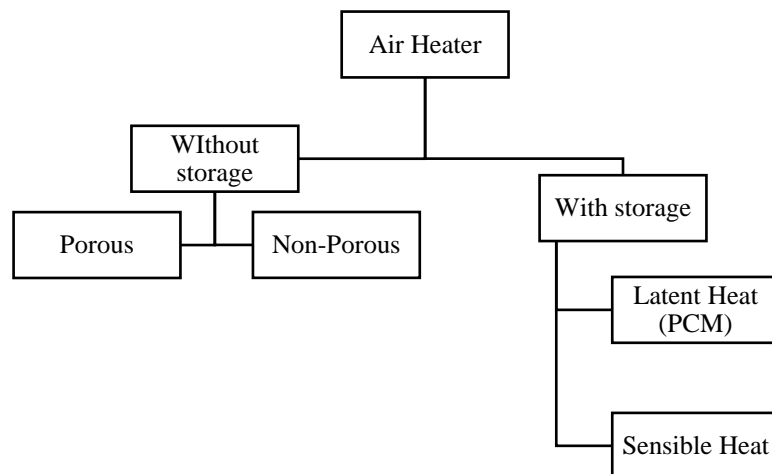 Air Heater
WIthout
storage
With storage
Porous
Non-Porous
Latent Heat
(PCM)
Sensible Heat